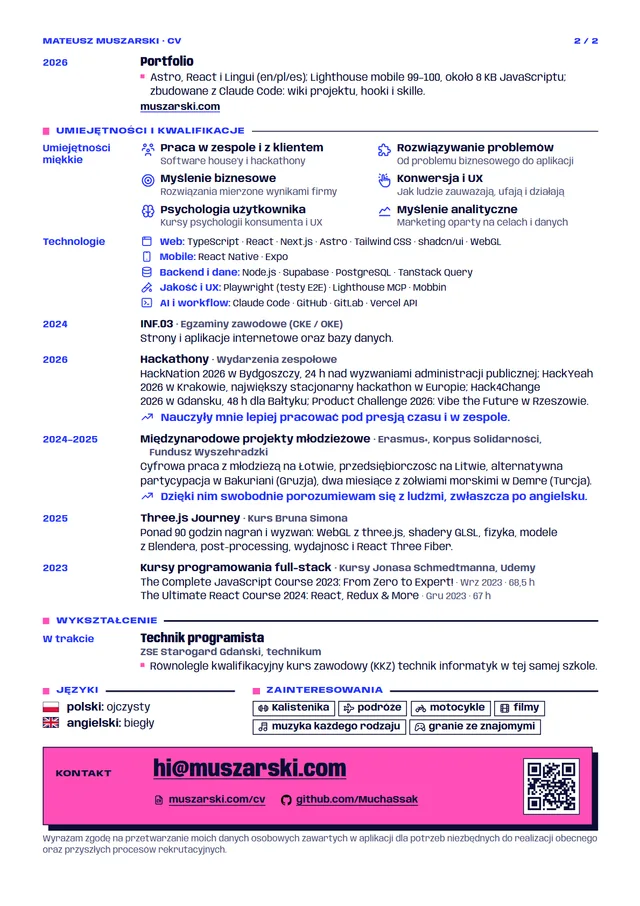 MATEUSZ MUSZARSKI · CV
2 / 2
2026
Portfolio
Astro, React i Lingui (en/pl/es); Lighthouse mobile 99–100, około 8 KB JavaScriptu;
zbudowane z Claude Code: wiki projektu, hooki i skille.
muszarski.com
UMIEJĘTNOŚCI I KWALIFIKACJE
Umiejętności
miękkie
Praca w zespole i z klientem
Software house'y i hackathony
Rozwiązywanie problemów
Od problemu biznesowego do aplikacji
Myślenie biznesowe
Rozwiązania mierzone wynikami firmy
Konwersja i UX
Jak ludzie zauważają, ufają i działają
Psychologia użytkownika
Kursy psychologii konsumenta i UX
Myślenie analityczne
Marketing oparty na celach i danych
Technologie
Web: TypeScript · React · Next.js · Astro · Tailwind CSS · shadcn/ui · WebGL
Mobile: React Native · Expo
Backend i dane: Node.js · Supabase · PostgreSQL · TanStack Query
Jakość i UX: Playwright (testy E2E) · Lighthouse MCP · Mobbin
AI i workflow: Claude Code · GitHub · GitLab · Vercel API
2024
INF.03 · Egzaminy zawodowe (CKE / OKE)
Strony i aplikacje internetowe oraz bazy danych.
2026
Hackathony · Wydarzenia zespołowe
HackNation 2026 w Bydgoszczy, 24 h nad wyzwaniami administracji publicznej; HackYeah
2026 w Krakowie, największy stacjonarny hackathon w Europie; Hack4Change
2026 w Gdańsku, 48 h dla Bałtyku; Product Challenge 2026: Vibe the Future w Rzeszowie.
Nauczyły mnie lepiej pracować pod presją czasu i w zespole.
2024–2025
Międzynarodowe projekty młodzieżowe · Erasmus+, Korpus Solidarności,
Fundusz Wyszehradzki
Cyfrowa praca z młodzieżą na Łotwie, przedsiębiorczość na Litwie, alternatywna
partycypacja w Bakuriani (Gruzja), dwa miesiące z żółwiami morskimi w Demre (Turcja).
Dzięki nim swobodnie porozumiewam się z ludźmi, zwłaszcza po angielsku.
2025
Three.js Journey · Kurs Bruna Simona
Ponad 90 godzin nagrań i wyzwań: WebGL z three.js, shadery GLSL, fizyka, modele
z Blendera, post-processing, wydajność i React Three Fiber.
2023
Kursy programowania full-stack · Kursy Jonasa Schmedtmanna, Udemy
The Complete JavaScript Course 2023: From Zero to Expert! · Wrz 2023 · 68,5 h
The Ultimate React Course 2024: React, Redux & More · Gru 2023 · 67 h
WYKSZTAŁCENIE
W trakcie
Technik programista
ZSE Starogard Gdański, technikum
Równolegle kwalifikacyjny kurs zawodowy (KKZ) technik informatyk w tej samej szkole.
JĘZYKI
ZAINTERESOWANIA
polski: ojczysty
angielski: biegły
Kalistenika
podróże
motocykle
filmy
muzyka każdego rodzaju
granie ze znajomymi
KONTAKT
hi@muszarski.com
muszarski.com/cv
github.com/MuchaSsak
Wyrażam zgodę na przetwarzanie moich danych osobowych zawartych w aplikacji dla potrzeb niezbędnych do realizacji obecnego
oraz przyszłych procesów rekrutacyjnych.